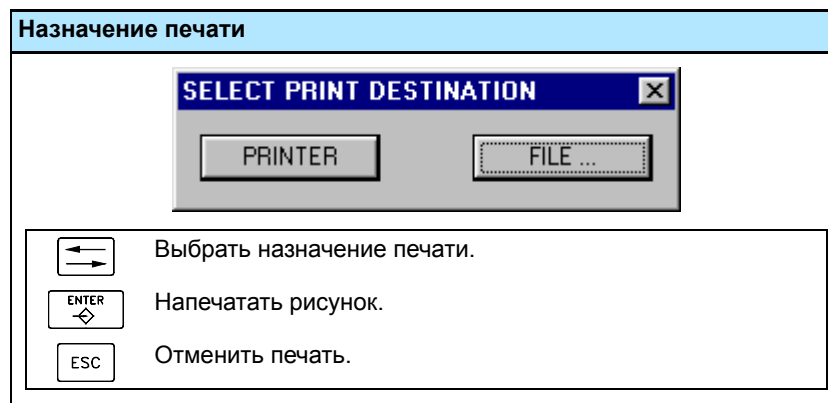 Назначение печати
SELECT PRINT DESTINATION
PRINTER FILE ...
Выбрать назначение печати.
ENTER Напечатать рисунок.
ESC Отменить печать.